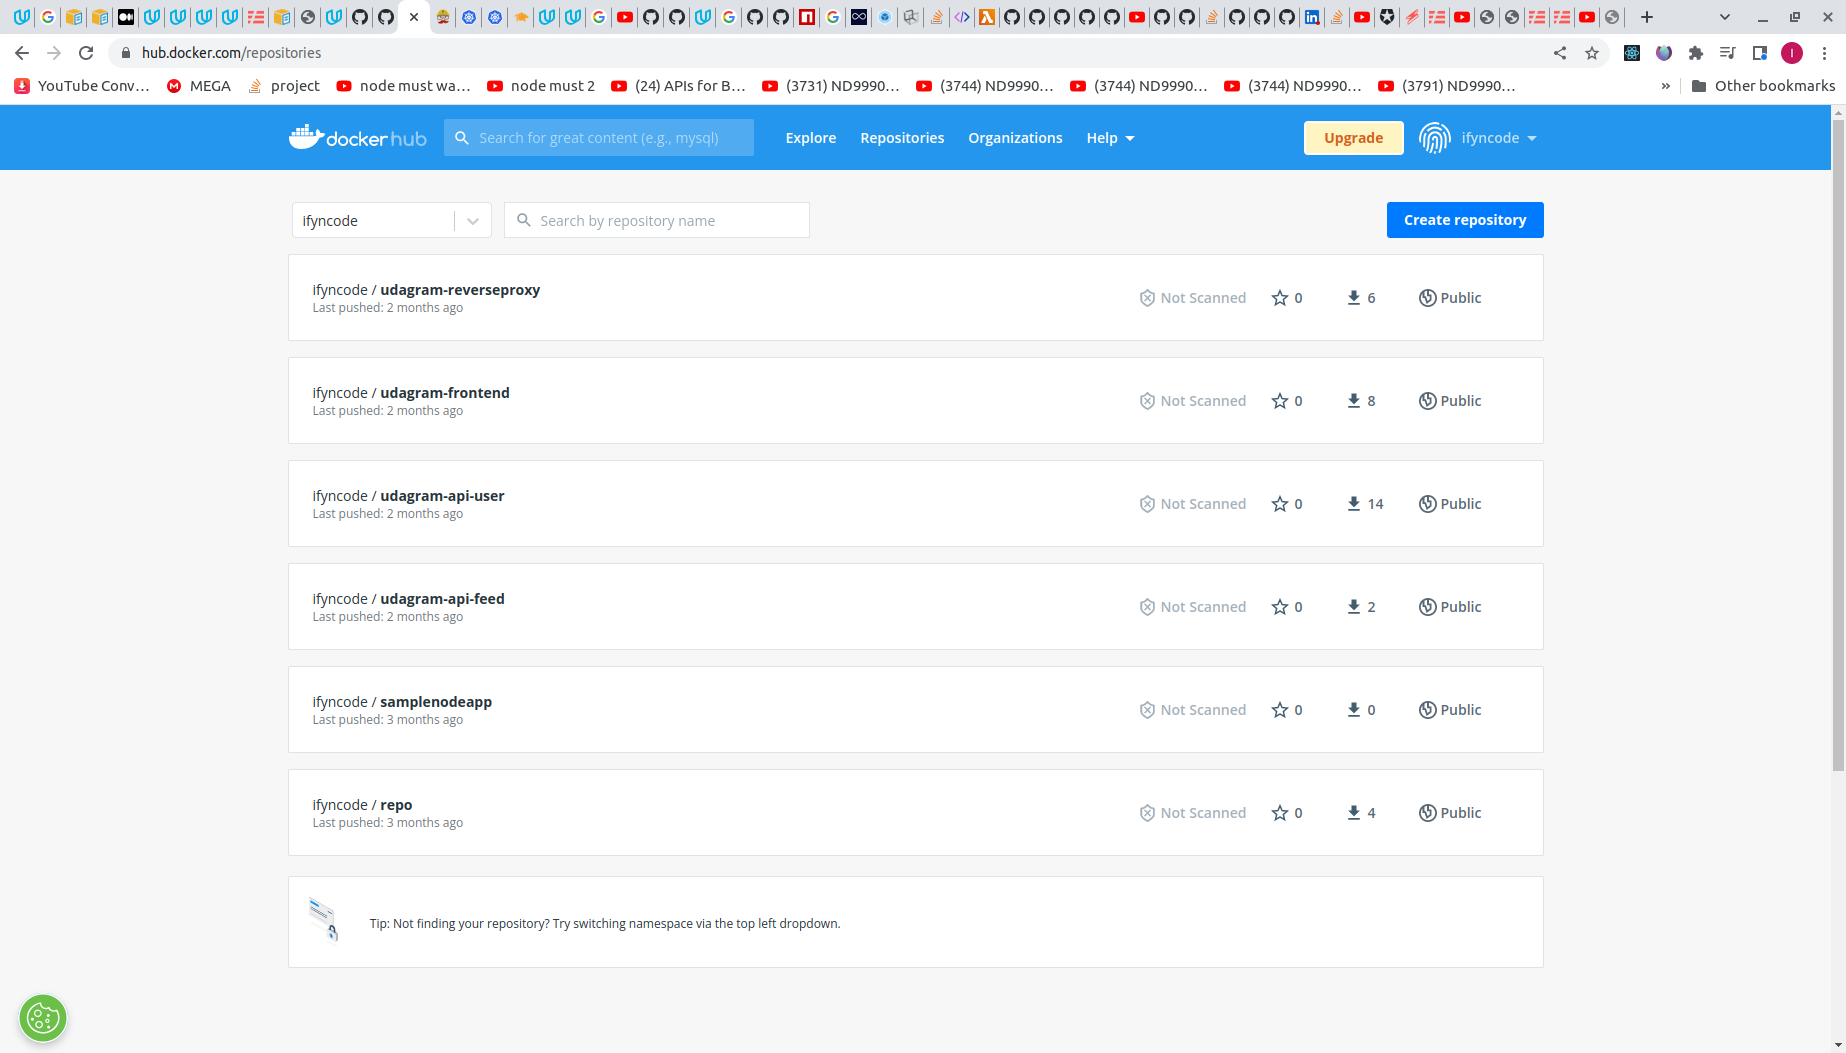 hub.docker.com/repositories
YouTube Conv...
MEGA
project
node must wa...
node must 2
(24) APIs for B...
(3731) ND9990...
(3744) ND9990...
(3744) ND9990...
(3744) ND9990...
(3791) ND9990...
»
Other bookmarks
docker hub
Search for great content (e.g., mysql)
Explore
Repositories
Organizations
Help
Upgrade
ifyncode
ifyncode
Search by repository name
Create repository
ifyncode / udagram-reverseproxy
Last pushed: 2 months ago
Not Scanned
0
6
Public
ifyncode / udagram-frontend
Last pushed: 2 months ago
Not Scanned
0
8
Public
ifyncode / udagram-api-user
Last pushed: 2 months ago
Not Scanned
0
14
Public
ifyncode / udagram-api-feed
Last pushed: 2 months ago
Not Scanned
0
2
Public
ifyncode / samplenodeapp
Last pushed: 3 months ago
Not Scanned
0
0
Public
ifyncode / repo
Last pushed: 3 months ago
Not Scanned
0
4
Public
Tip: Not finding your repository? Try switching namespace via the top left dropdown.